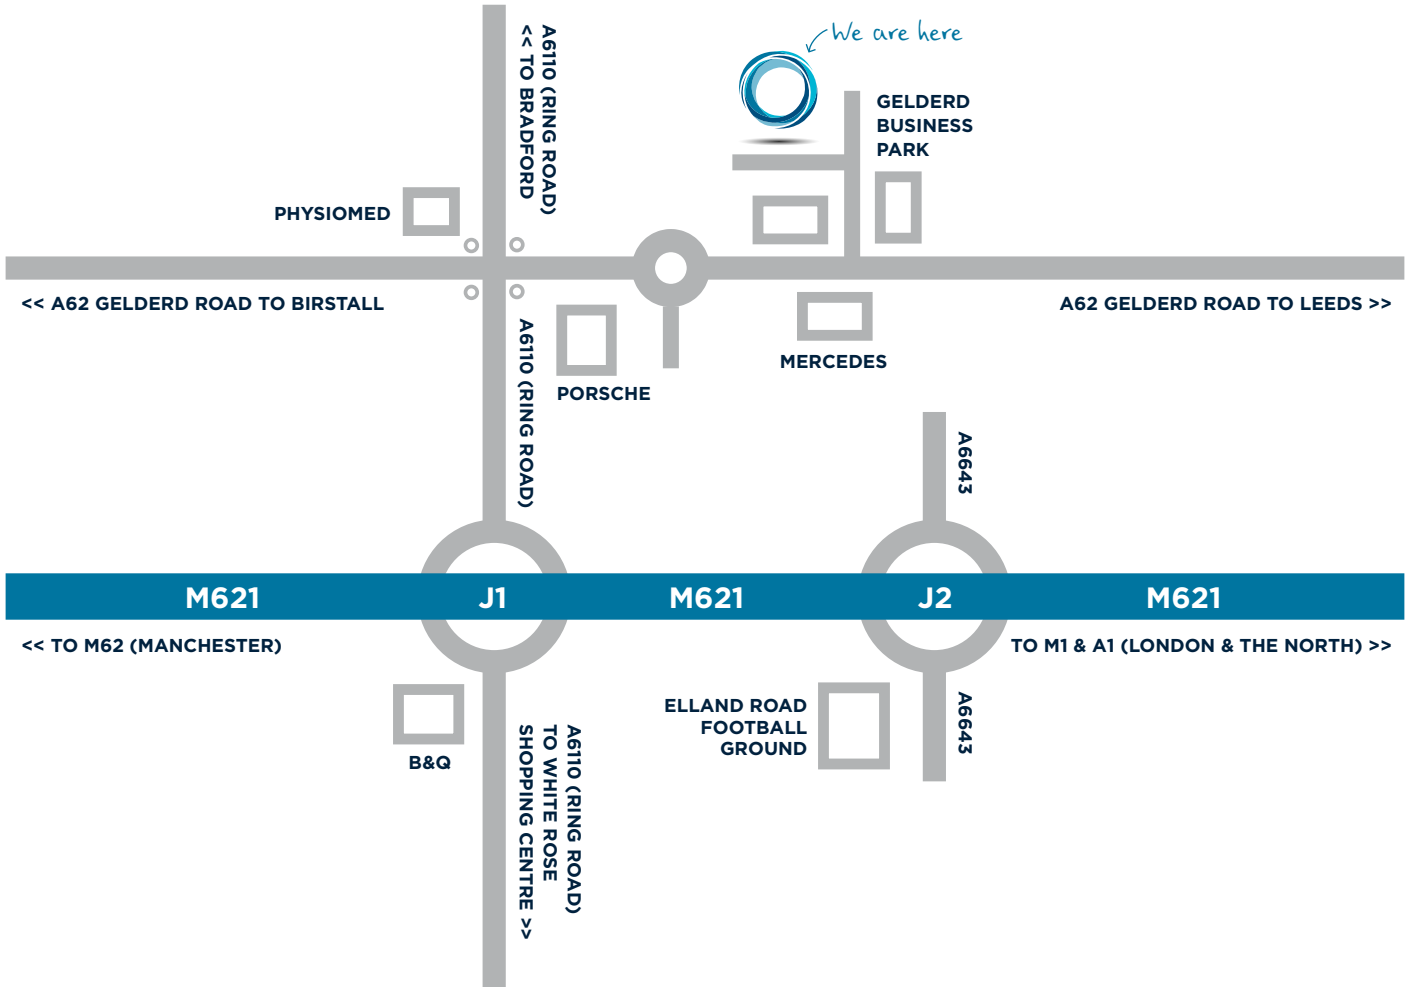 We are here
A6110 (RING ROAD)
<< TO BRADFORD
GELDERD
BUSINESS
PARK
PHYSIOMED
<< A62 GELDERD ROAD TO BIRSTALL
A62 GELDERD ROAD TO LEEDS >>
A6110 (RING ROAD)
MERCEDES
PORSCHE
A6643
M621
J1
M621
J2
M621
<< TO M62 (MANCHESTER)
TO M1 & A1 (LONDON & THE NORTH) >>
B&Q
ELLAND ROAD
FOOTBALL
GROUND
A6643
A6110 (RING ROAD)
TO WHITE ROSE
SHOPPING CENTRE >>